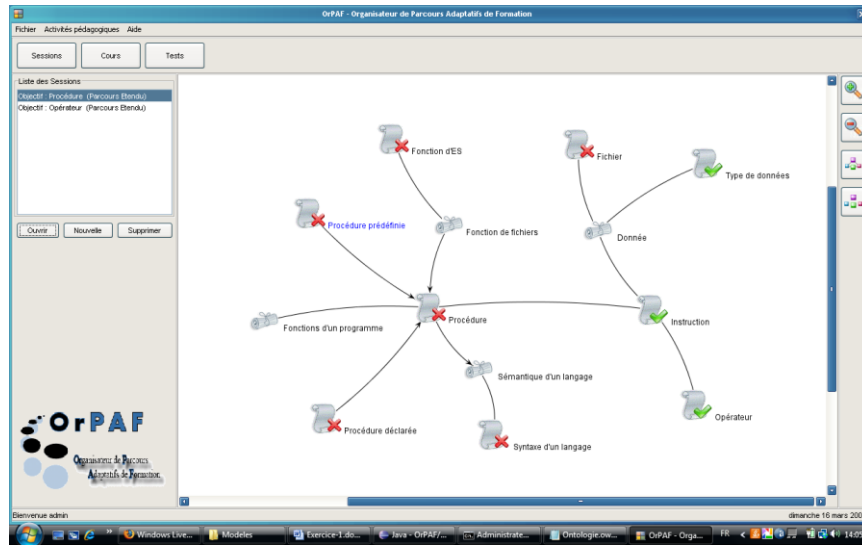 OrPAF - Organisateur de Parcours Adaptatifs de Formation
Fichier Activités pédagogiques Aide
Sessions Cours Tests
Liste des Sessions
Objectif : Procédure (Parcours Etendu)
Objectif : Opérateur (Parcours Etendu)
Ouvrir Nouvelle Supprimer
Fonction d'ES
Fichier
Type de données
Procédure prédéfinie
Fonction de fichiers
Donnée
Fonctions d'un programme
Procédure
Instruction
Sémantique d'un langage
Procédure déclarée
Opérateur
Syntaxe d'un langage
OrPAF
Organisateur de Parcours
Adaptatifs de Formation
Bienvenue admin
dimanche 16 mars 200
Windows Live... Modeles Exercice-1.do... Java - OrPAF/... Administrate... Ontologie.ow... OrPAF - Orga... FR 14:0